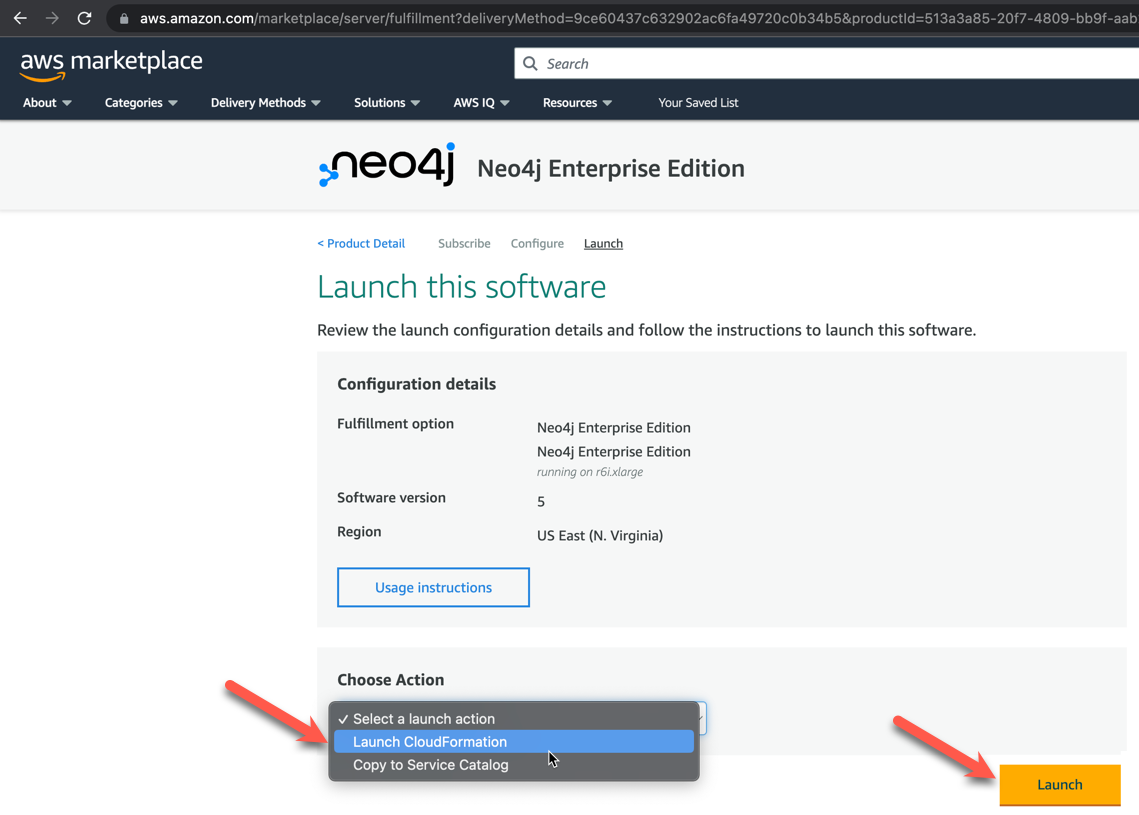 aws.amazon.com/marketplace/server/fulfillment?deliveryMethod=9ce60437c632902ac6fa49720c0b34b5&productId=513a3a85-20f7-4809-bb9f-aab
aws marketplace
Search
About Categories Delivery Methods Solutions AWS IQ Resources Your Saved List
neo4j Neo4j Enterprise Edition
< Product Detail Subscribe Configure Launch
Launch this software
Review the launch configuration details and follow the instructions to launch this software.
Configuration details
Fulfillment option
Neo4j Enterprise Edition
Neo4j Enterprise Edition
running on r6i.xlarge
Software version
5
Region
US East (N. Virginia)
Usage instructions
Choose Action
✓ Select a launch action
Launch CloudFormation
Copy to Service Catalog
Launch